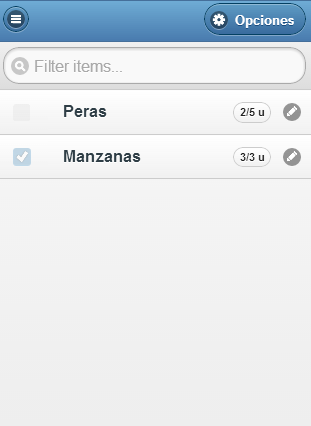 Opciones
Filter items...
Peras 2/5 u
Manzanas 3/3 u